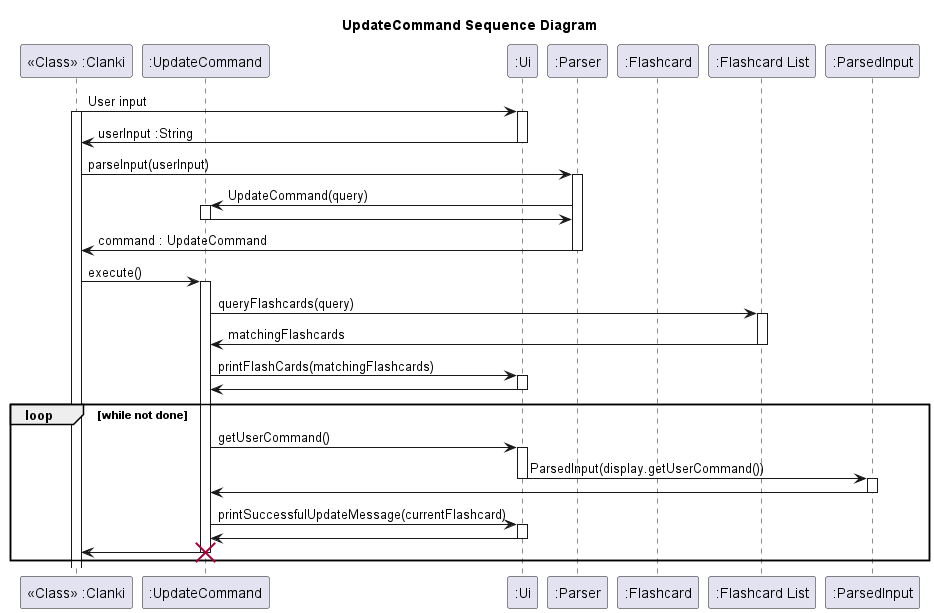 UpdateCommand Sequence Diagram
«Class» :Clanki :UpdateCommand :Ui :Parser :Flashcard :Flashcard List :ParsedInput
User input
userInput :String
parseInput(userInput)
UpdateCommand(query)
command : UpdateCommand
execute()
queryFlashcards(query)
matchingFlashcards
printFlashCards(matchingFlashcards)
loop [while not done]
getUserCommand()
ParsedInput(display.getUserCommand())
printSuccessfulUpdateMessage(currentFlashcard)
«Class» :Clanki :UpdateCommand :Ui :Parser :Flashcard :Flashcard List :ParsedInput